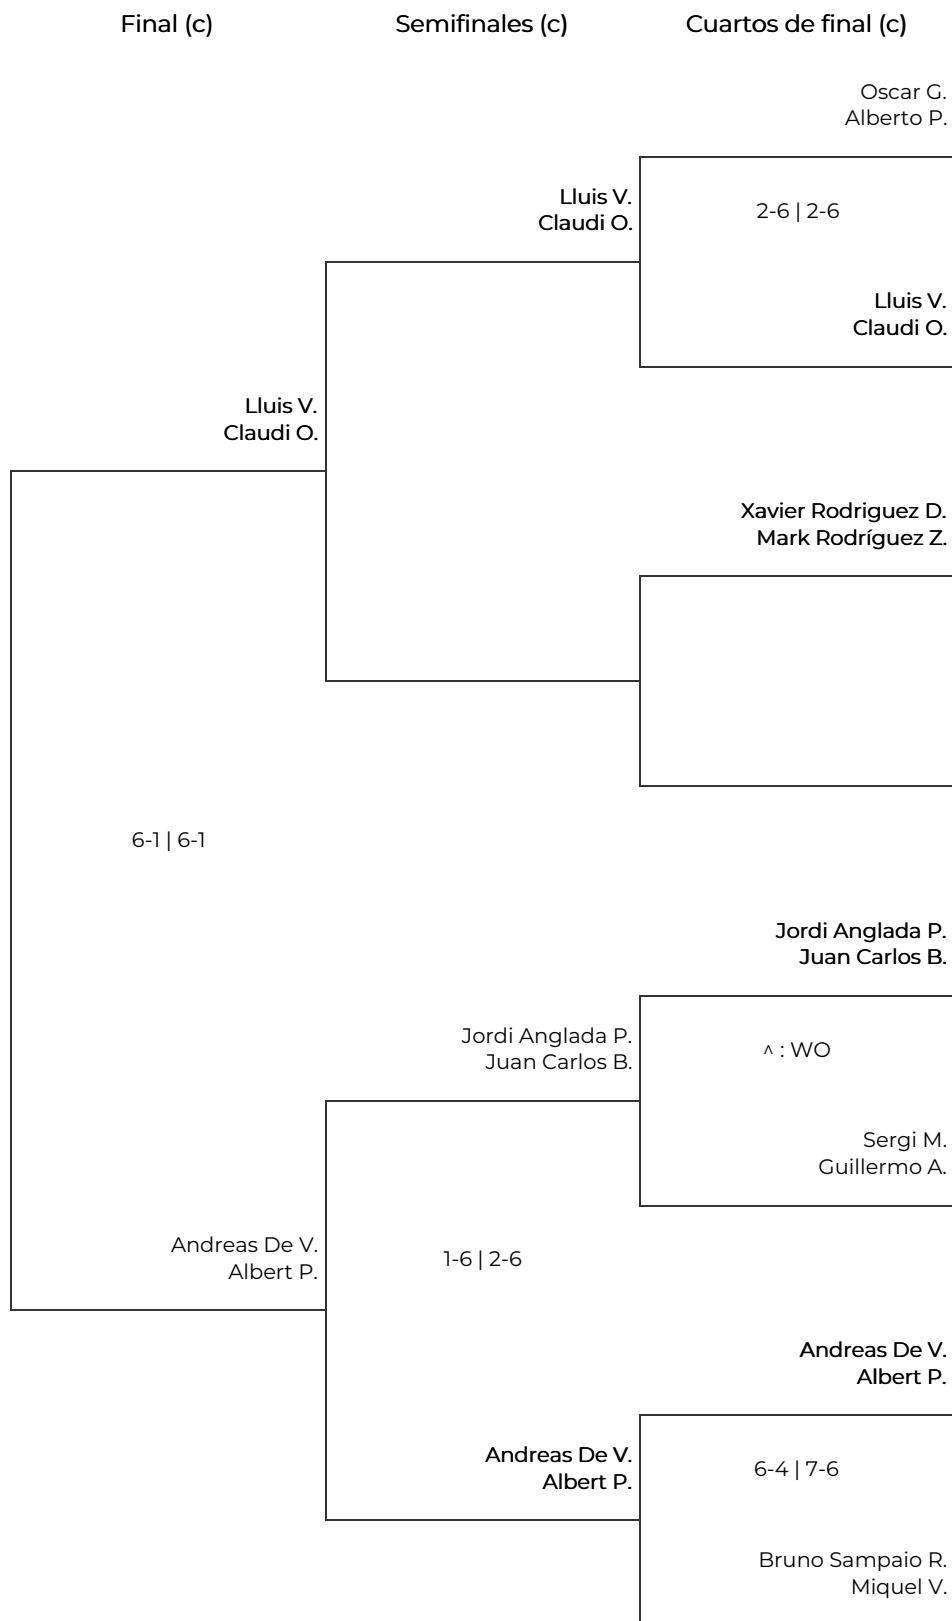 Final (c)
Semifinales (c)
Cuartos de final (c)
Oscar G.
Alberto P.
Lluis V.
Claudi O.
2-6 | 2-6
Lluis V.
Claudi O.
Lluis V.
Claudi O.
Xavier Rodriguez D.
Mark Rodríguez Z.
6-1 | 6-1
Jordi Anglada P.
Juan Carlos B.
Jordi Anglada P.
Juan Carlos B.
^ : WO
Sergi M.
Guillermo A.
Andreas De V.
Albert P.
1-6 | 2-6
Andreas De V.
Albert P.
Andreas De V.
Albert P.
6-4 | 7-6
Bruno Sampaio R.
Miquel V.